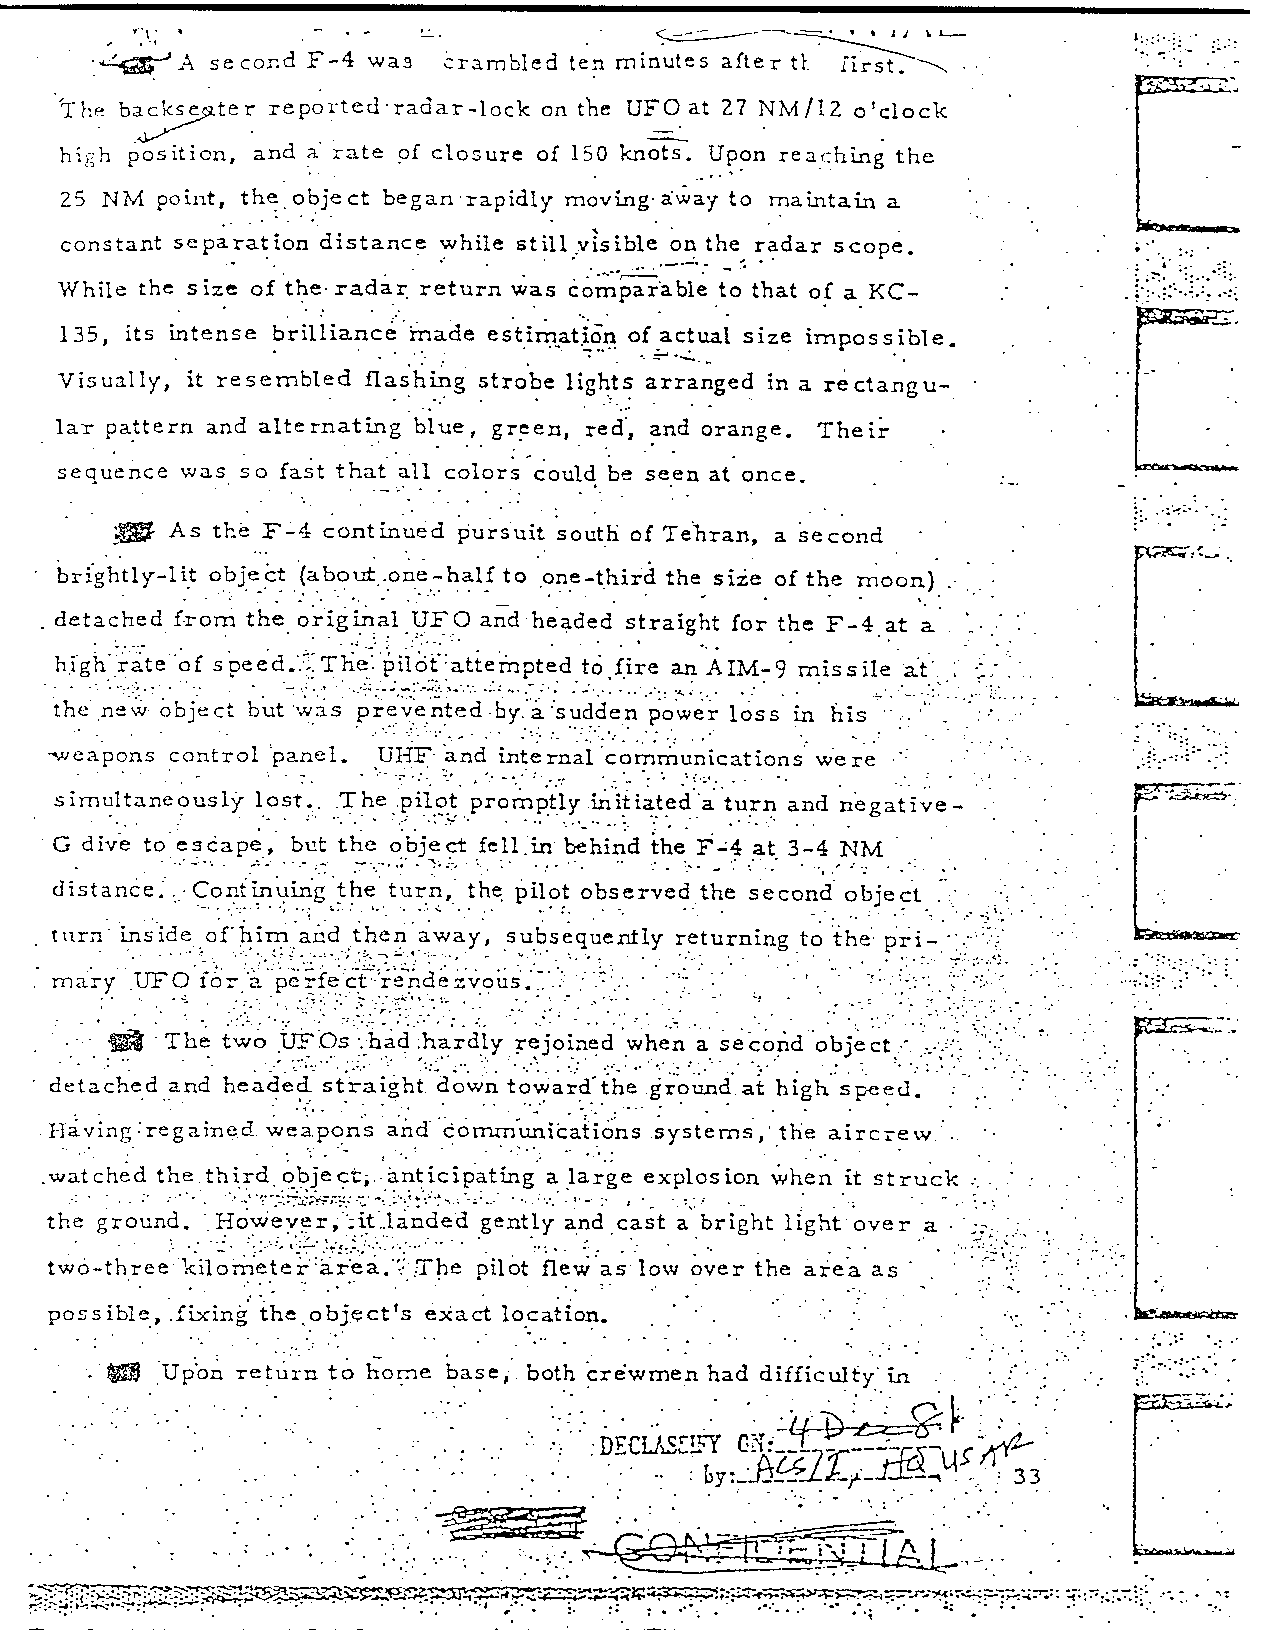 A second F-4 was crambled ten minutes after th first.
The backseater reported radar-lock on the UFO at 27 NM/12 o'clock
high position, and a rate of closure of 150 knots. Upon reaching the
25 NM point, the object began rapidly moving away to maintain a
constant separation distance while still visible on the radar scope.
While the size of the radar return was comparable to that of a KC-
135, its intense brilliance made estimation of actual size impossible.
Visually, it resembled flashing strobe lights arranged in a rectangu-
lar pattern and alternating blue, green, red, and orange. Their
sequence was so fast that all colors could be seen at once.
As the F-4 continued pursuit south of Tehran, a second
brightly-lit object (about one-half to one-third the size of the moon)
detached from the original UFO and headed straight for the F-4 at a
high rate of speed. The pilot attempted to fire an AIM-9 missile at
the new object but was prevented by a sudden power loss in his
weapons control panel. UHF and internal communications were
simultaneously lost. The pilot promptly initiated a turn and negative-
G dive to escape, but the object fell in behind the F-4 at 3-4 NM
distance. Continuing the turn, the pilot observed the second object
turn inside of him and then away, subsequently returning to the pri-
mary UFO for a perfect rendezvous.
The two UFOs had hardly rejoined when a second object
detached and headed straight down toward the ground at high speed.
Having regained weapons and communications systems, the aircrew
watched the third object, anticipating a large explosion when it struck
the ground. However, it landed gently and cast a bright light over a
two-three kilometer area. The pilot flew as low over the area as
possible, fixing the object's exact location.
Upon return to home base, both crewmen had difficulty in
DECLASSIFY ON: 4 Dec 81
by: ACS/I, HQ USAF
33
CONFIDENTIAL